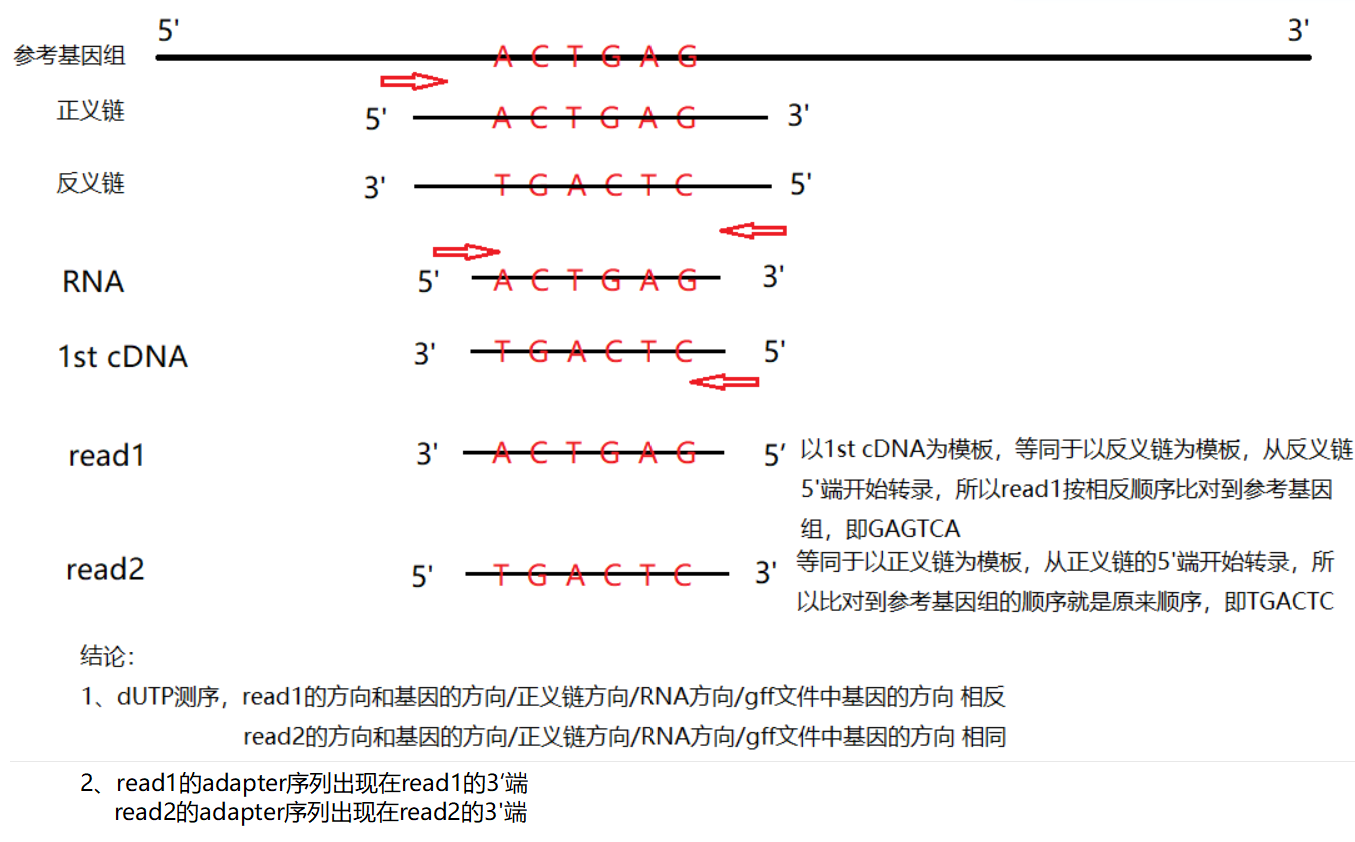 5' 3'
参考基因组 A C T G A G
正义链 5' A C T G A G 3'
反义链 3' T G A C T C 5'
RNA 5' A C T G A G 3'
1st cDNA 3' T G A C T C 5'
read1 3' A C T G A G 5’ 以1st cDNA为模板，等同于以反义链为模板，从反义链
5'端开始转录，所以read1按相反顺序比对到参考基因
组，即GAGTCA
read2 5' T G A C T C 3' 等同于以正义链为模板，从正义链的5'端开始转录，所
以比对到参考基因组的顺序就是原来顺序，即TGACTC
结论：
1、dUTP测序，read1的方向和基因的方向/正义链方向/RNA方向/gff文件中基因的方向 相反
read2的方向和基因的方向/正义链方向/RNA方向/gff文件中基因的方向 相同
2、read1的adapter序列出现在read1的3‘端
read2的adapter序列出现在read2的3'端